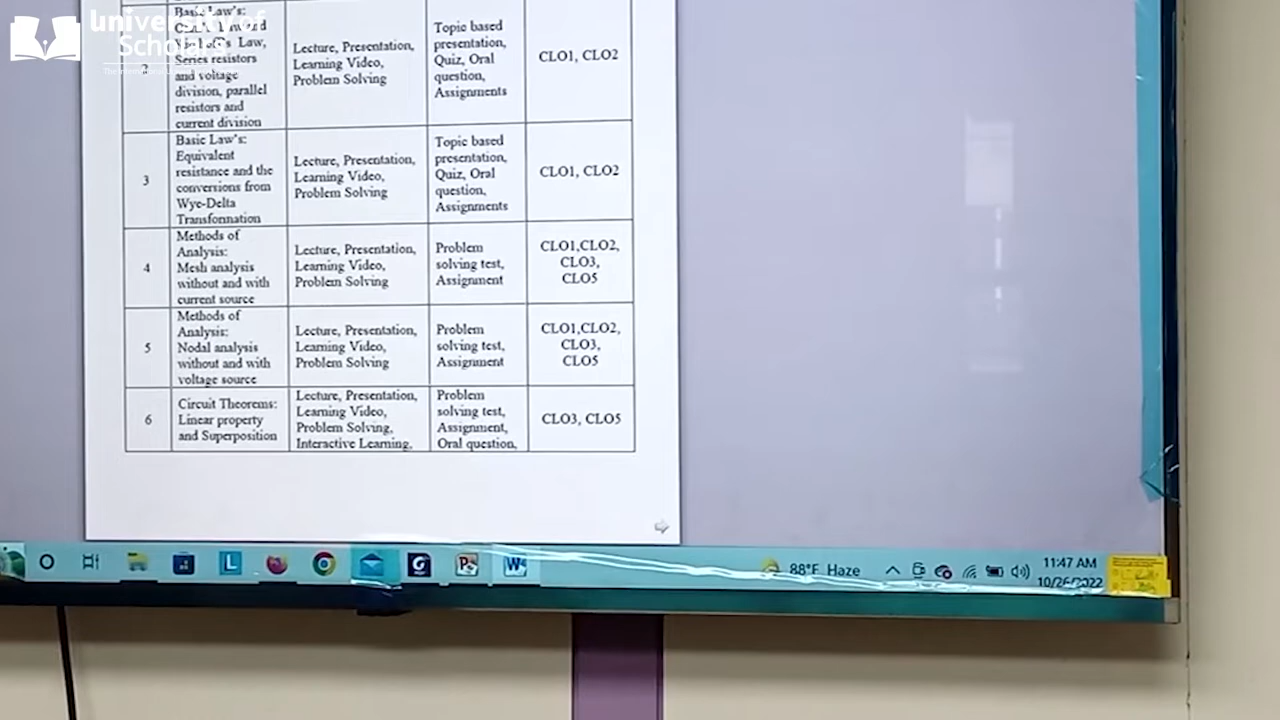 University of
Scholars
Basic Law's:
Law and
Law,
2
Series resistors
and voltage
division, parallel
resistors and
current division
Lecture, Presentation,
Learning Video,
Problem Solving
Topic based
presentation,
Quiz, Oral
question,
Assignments
CLO1, CLO2
3
Basic Law's:
Equivalent
resistance and the
conversions from
Wye-Delta
Transformation
Lecture, Presentation,
Learning Video,
Problem Solving
Topic based
presentation,
Quiz, Oral
question,
Assignments
CLO1, CLO2
4
Methods of
Analysis:
Mesh analysis
without and with
current source
Lecture, Presentation,
Learning Video,
Problem Solving
Problem
solving test,
Assignment
CLO1,CLO2,
CLO3,
CLO5
5
Methods of
Analysis:
Nodal analysis
without and with
voltage source
Lecture, Presentation,
Learning Video,
Problem Solving
Problem
solving test,
Assignment
CLO1,CLO2,
CLO3,
CLO5
6
Circuit Theorems:
Linear property
and Superposition
Lecture, Presentation,
Learning Video,
Problem Solving,
Interactive Learning,
Problem
solving test,
Assignment,
Oral question,
CLO3, CLO5
88°F Haze
11:47 AM
10/26/2022